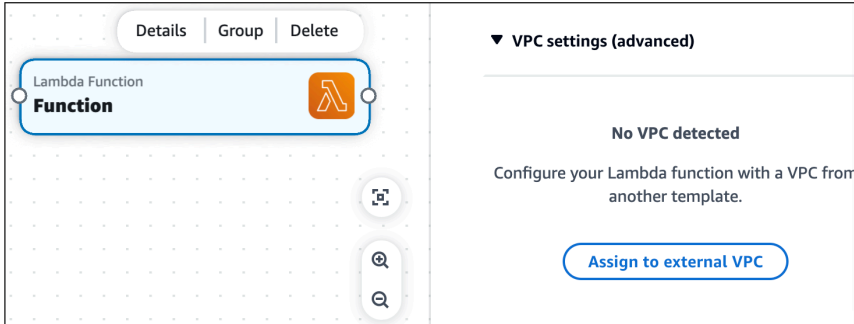 Details Group Delete
Lambda Function
Function
VPC settings (advanced)
No VPC detected
Configure your Lambda function with a VPC from
another template.
Assign to external VPC